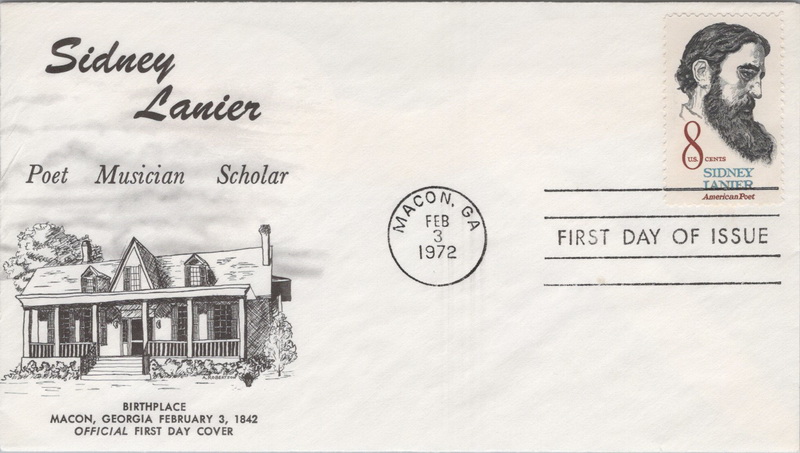 Sidney
Lanier
Poet Musician Scholar
BIRTHPLACE
MACON, GEORGIA FEBRUARY 3, 1842
OFFICIAL FIRST DAY COVER
MACON, GA
FEB
3
1972
8
U.S. CENTS
SIDNEY
LANIER
American Poet
FIRST DAY OF ISSUE